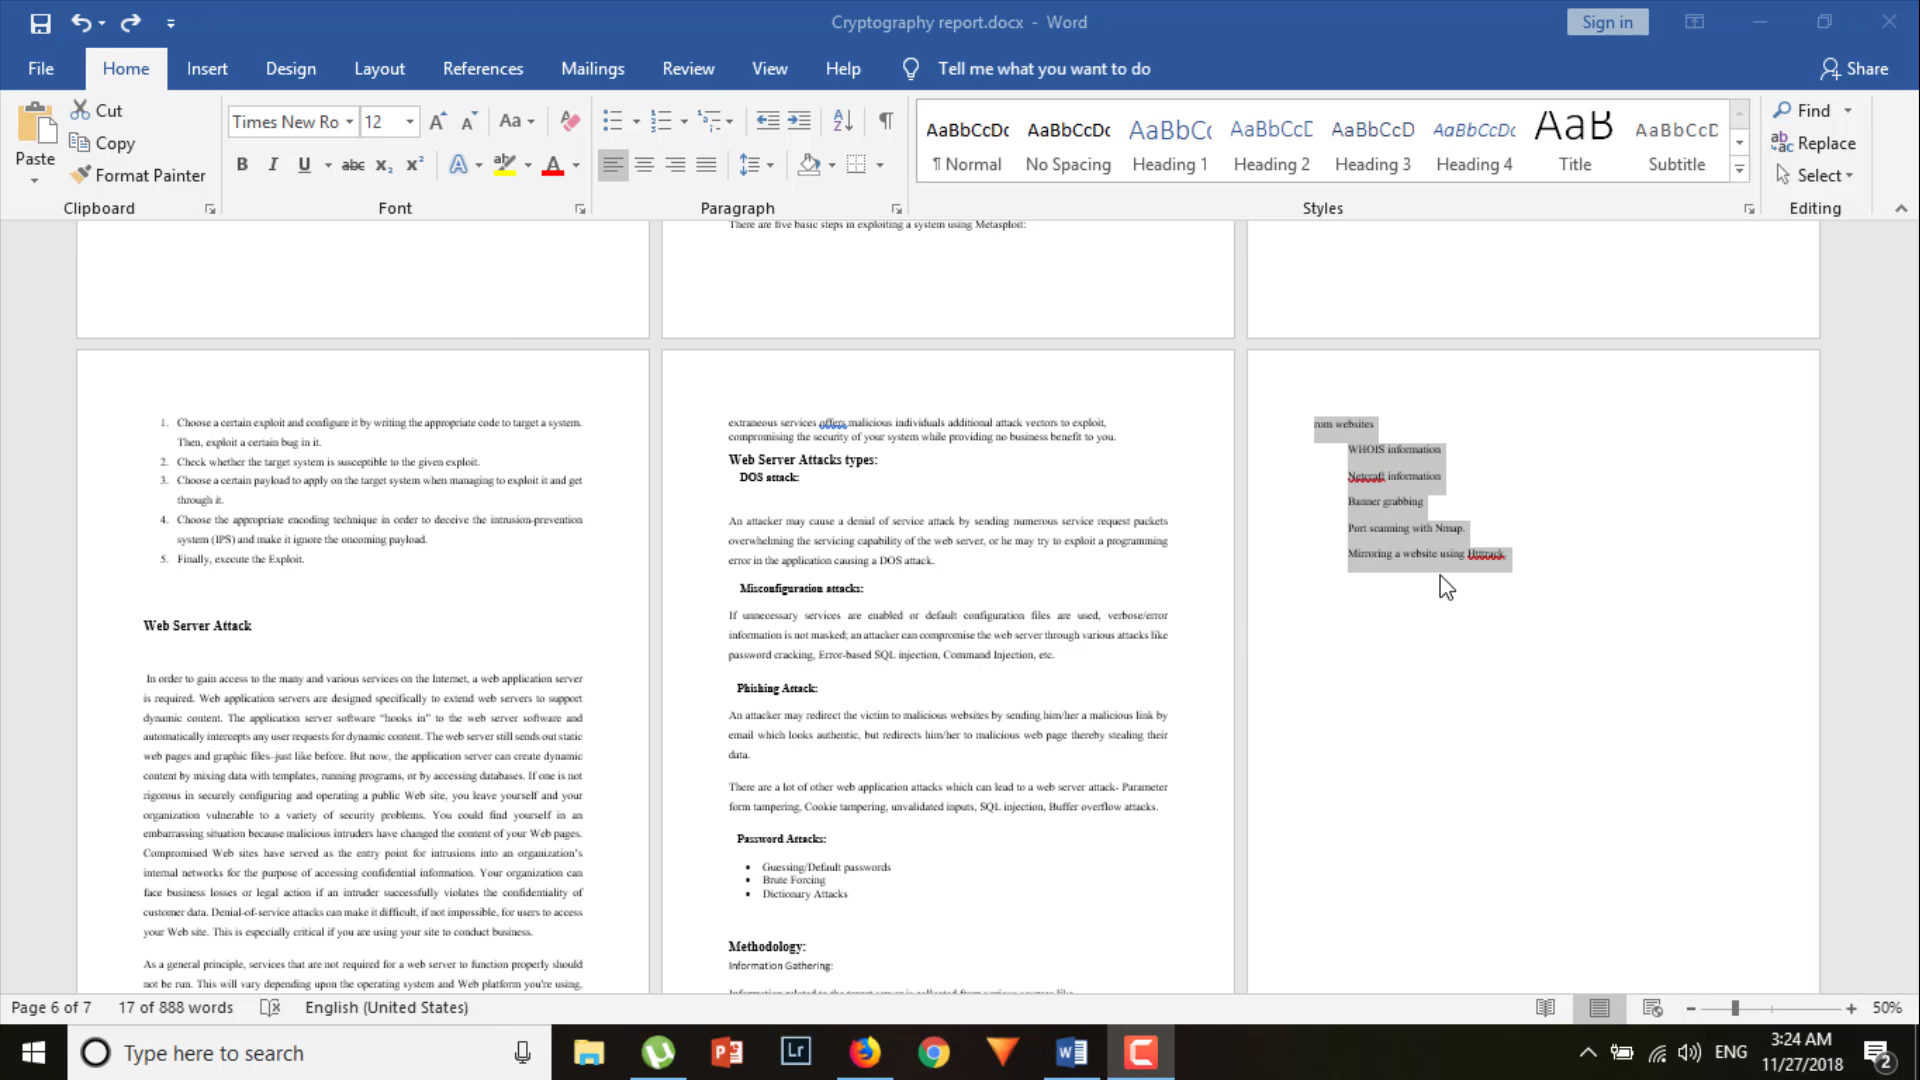 Cryptography report.docx - Word
Sign in
File
Home
Insert
Design
Layout
References
Mailings
Review
View
Help
Tell me what you want to do
Share
Paste
Cut
Copy
Format Painter
Clipboard
Times New Ro
12
Aa
B I U abc x₂ x²
A
A
Font
A Z
Paragraph
AaBbCcDc
¶ Normal
AaBbCcDc
No Spacing
AaBbC
Heading 1
AaBbCcE
Heading 2
AaBbCcD
Heading 3
AaBbCcDc
Heading 4
AaB
Title
AaBbCcD
Subtitle
Styles
Find
Replace
Select
Editing
There are five basic steps in exploiting a system using Metasploit:
1. Choose a certain exploit and configure it by writing the appropriate code to target a system.
Then, exploit a certain bug in it.
2. Check whether the target system is susceptible to the given exploit.
3. Choose a certain payload to apply on the target system when managing to exploit it and get
through it.
4. Choose the appropriate encoding technique in order to deceive the intrusion-prevention
system (IPS) and make it ignore the oncoming payload.
5. Finally, execute the Exploit.
Web Server Attack
In order to gain access to the many and various services on the Internet, a web application server
is required. Web application servers are designed specifically to extend web servers to support
dynamic content. The application server software “hooks in” to the web server software and
automatically intercepts any user requests for dynamic content. The web server still sends out static
web pages and graphic files–just like before. But now, the application server can create dynamic
content by mixing data with templates, running programs, or by accessing databases. If one is not
rigorous in securely configuring and operating a public Web site, you leave yourself and your
organization vulnerable to a variety of security problems. You could find yourself in an
embarrassing situation because malicious intruders have changed the content of your Web pages.
Compromised Web sites have served as the entry point for intrusions into an organization’s
internal networks for the purpose of accessing confidential information. Your organization can
face business losses or legal action if an intruder successfully violates the confidentiality of
customer data. Denial-of-service attacks can make it difficult, if not impossible, for users to access
your Web site. This is especially critical if you are using your site to conduct business.
As a general principle, services that are not required for a web server to function properly should
not be run. This will vary depending upon the operating system and Web platform you're using,
extraneous services offers malicious individuals additional attack vectors to exploit,
compromising the security of your system while providing no business benefit to you.
Web Server Attacks types:
DOS attack:
An attacker may cause a denial of service attack by sending numerous service request packets
overwhelming the servicing capability of the web server, or he may try to exploit a programming
error in the application causing a DOS attack.
Misconfiguration attacks:
If unnecessary services are enabled or default configuration files are used, verbose/error
information is not masked; an attacker can compromise the web server through various attacks like
password cracking, Error-based SQL injection, Command Injection, etc.
Phishing Attack:
An attacker may redirect the victim to malicious websites by sending him/her a malicious link by
email which looks authentic, but redirects him/her to malicious web page thereby stealing their
data.
There are a lot of other web application attacks which can lead to a web server attack- Parameter
form tampering, Cookie tampering, unvalidated inputs, SQL injection, Buffer overflow attacks.
Password Attacks:
• Guessing/Default passwords
• Brute Forcing
• Dictionary Attacks
Methodology:
Information Gathering:
Information related to the target server is collected from various sources like
rom websites
WHOIS information
Netcraft information
Banner grabbing
Port scanning with Nmap.
Mirroring a website using Httrack
Page 6 of 7
17 of 888 words
English (United States)
50%
Type here to search
Lr
ENG
3:24 AM
11/27/2018
2